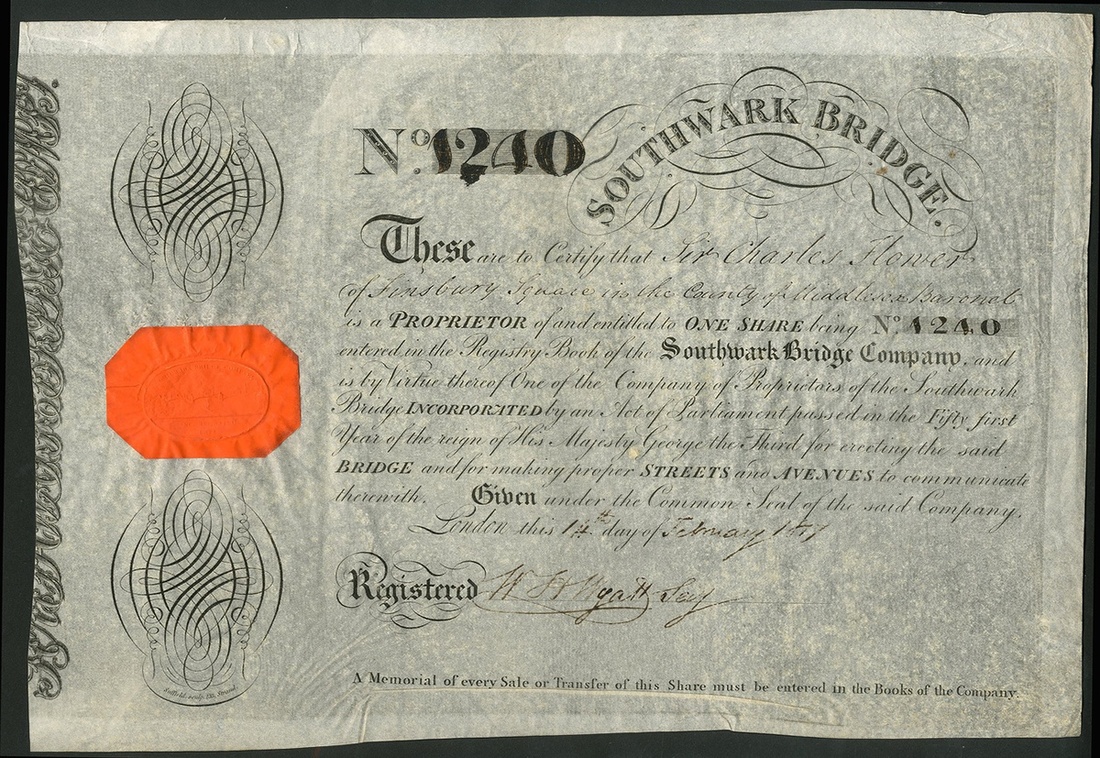 No. 1240
SOUTHWARK BRIDGE.
These are to Certify that Sir Charles Flower
of Finsbury Square in the County of Middlesex Baronet
is a PROPRIETOR of and entitled to ONE SHARE being No. 1240
entered in the Registry Book of the Southwark Bridge Company, and
is by Virtue thereof One of the Company of Proprietors of the Southwark
Bridge INCORPORATED by an Act of Parliament passed in the Fifty first
Year of the reign of His Majesty George the Third for erecting the said
BRIDGE and for making proper STREETS and AVENUES to communicate
therewith. Given under the Common Seal of the said Company.
London this 14th day of February 1817
Registered W H Wyatt Secy
A Memorial of every Sale or Transfer of this Share must be entered in the Books of the Company.